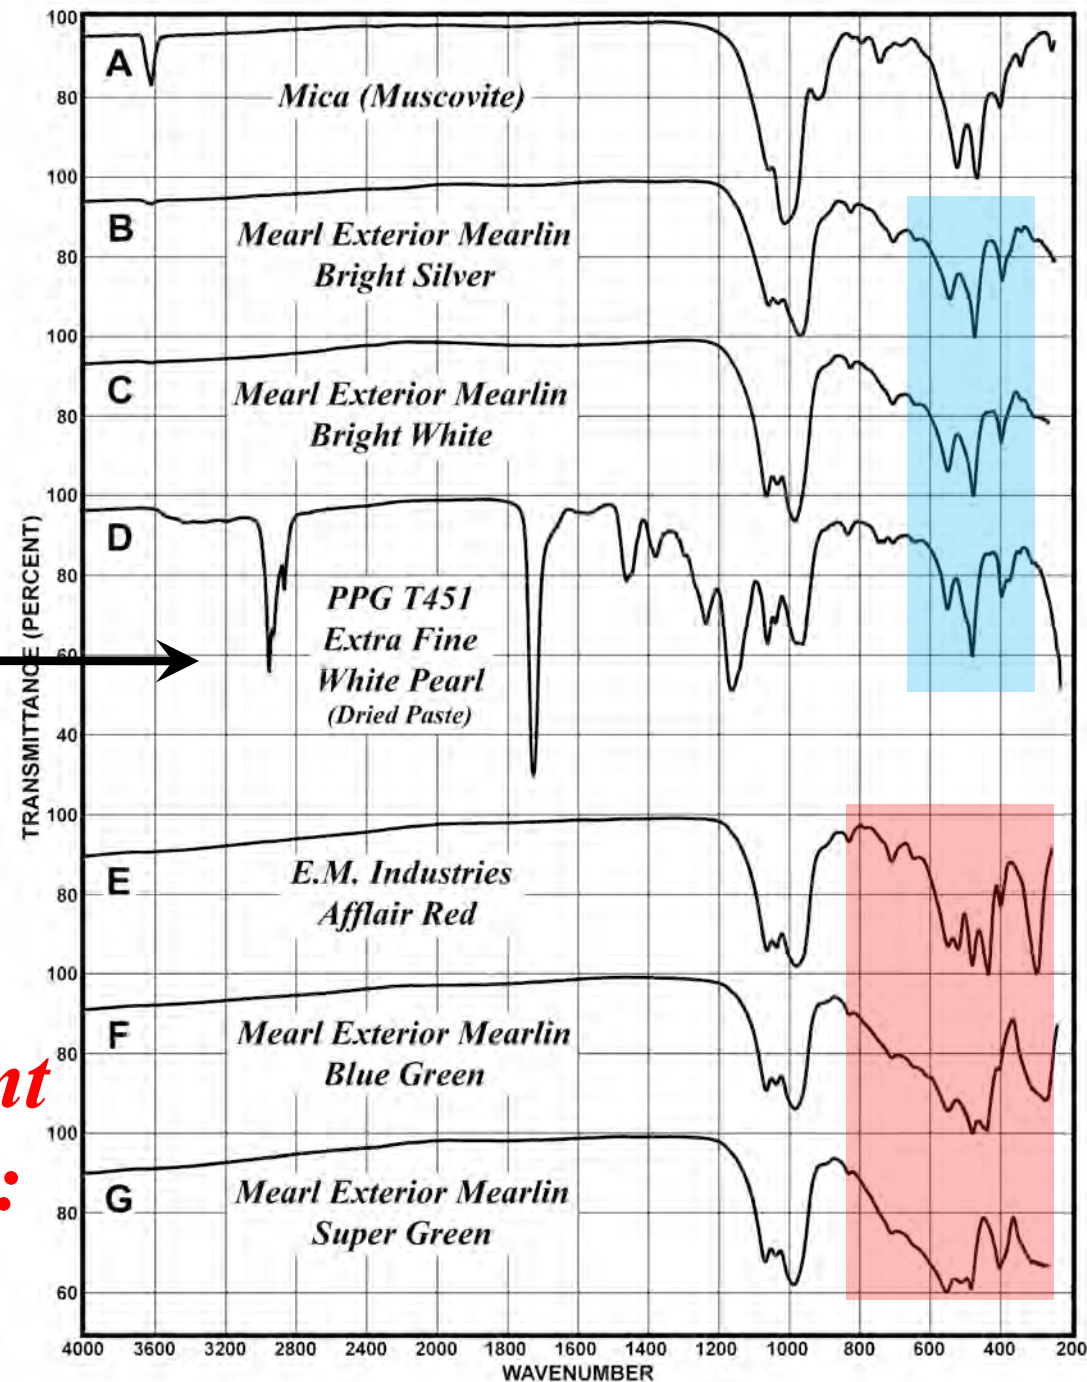 100
A
Mica (Muscovite)
80
100
B
Mearl Exterior Mearlin
Bright Silver
80
100
C
Mearl Exterior Mearlin
Bright White
80
100
D
80
PPG T451
Extra Fine
White Pearl
(Dried Paste)
60
40
TRANSMITTANCE (PERCENT)
100
E
E.M. Industries
Afflair Red
80
100
F
Mearl Exterior Mearlin
Blue Green
80
nt
:
100
G
Mearl Exterior Mearlin
Super Green
80
60
4000 3600 3200 2800 2400 2000 1600 1400 1200 1000 800 600 400 200
WAVENUMBER